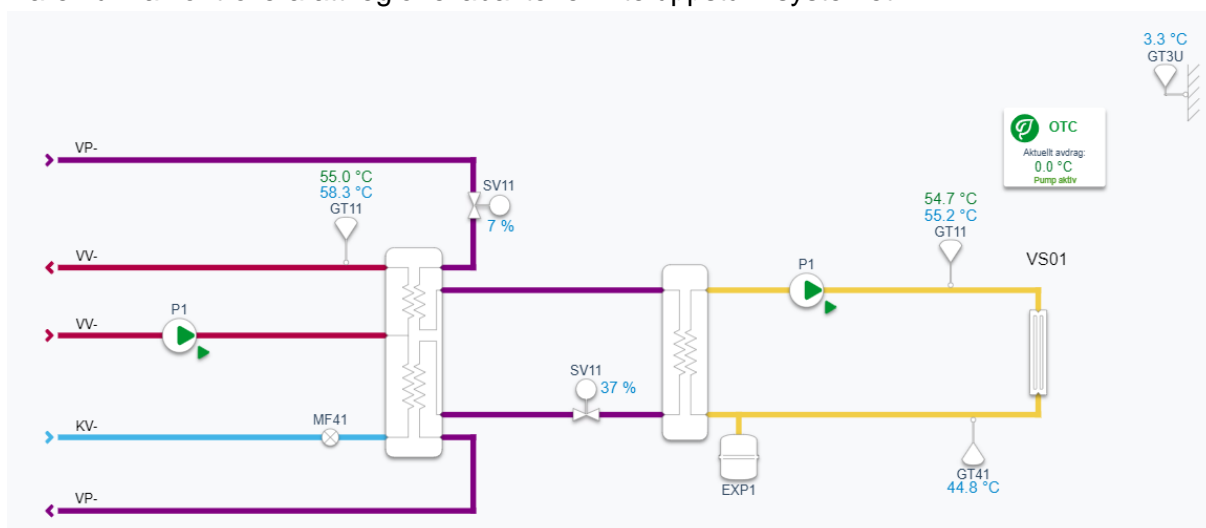 3.3 °C
GT3U
OTC
Aktuellt avdrag:
0.0 °C
Pump aktiv
VP-
55.0 °C
58.3 °C
GT11
SV11
7 %
54.7 °C
55.2 °C
GT11
VV-
VS01
P1
VV-
P1
SV11
37 %
KV-
MF41
GT41
44.8 °C
EXP1
VP-